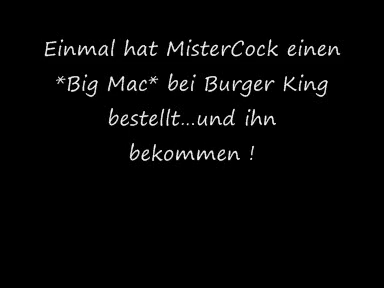 Einmal hat MisterCock einen
*Big Mac* bei Burger King
bestellt...und ihn
bekommen !